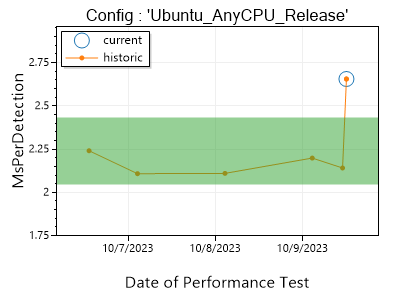 Config : 'Ubuntu_AnyCPU_Release'
current
historic
2.75
2.5
2.25
2
1.75
MsPerDetection
10/7/2023
10/8/2023
10/9/2023
Date of Performance Test